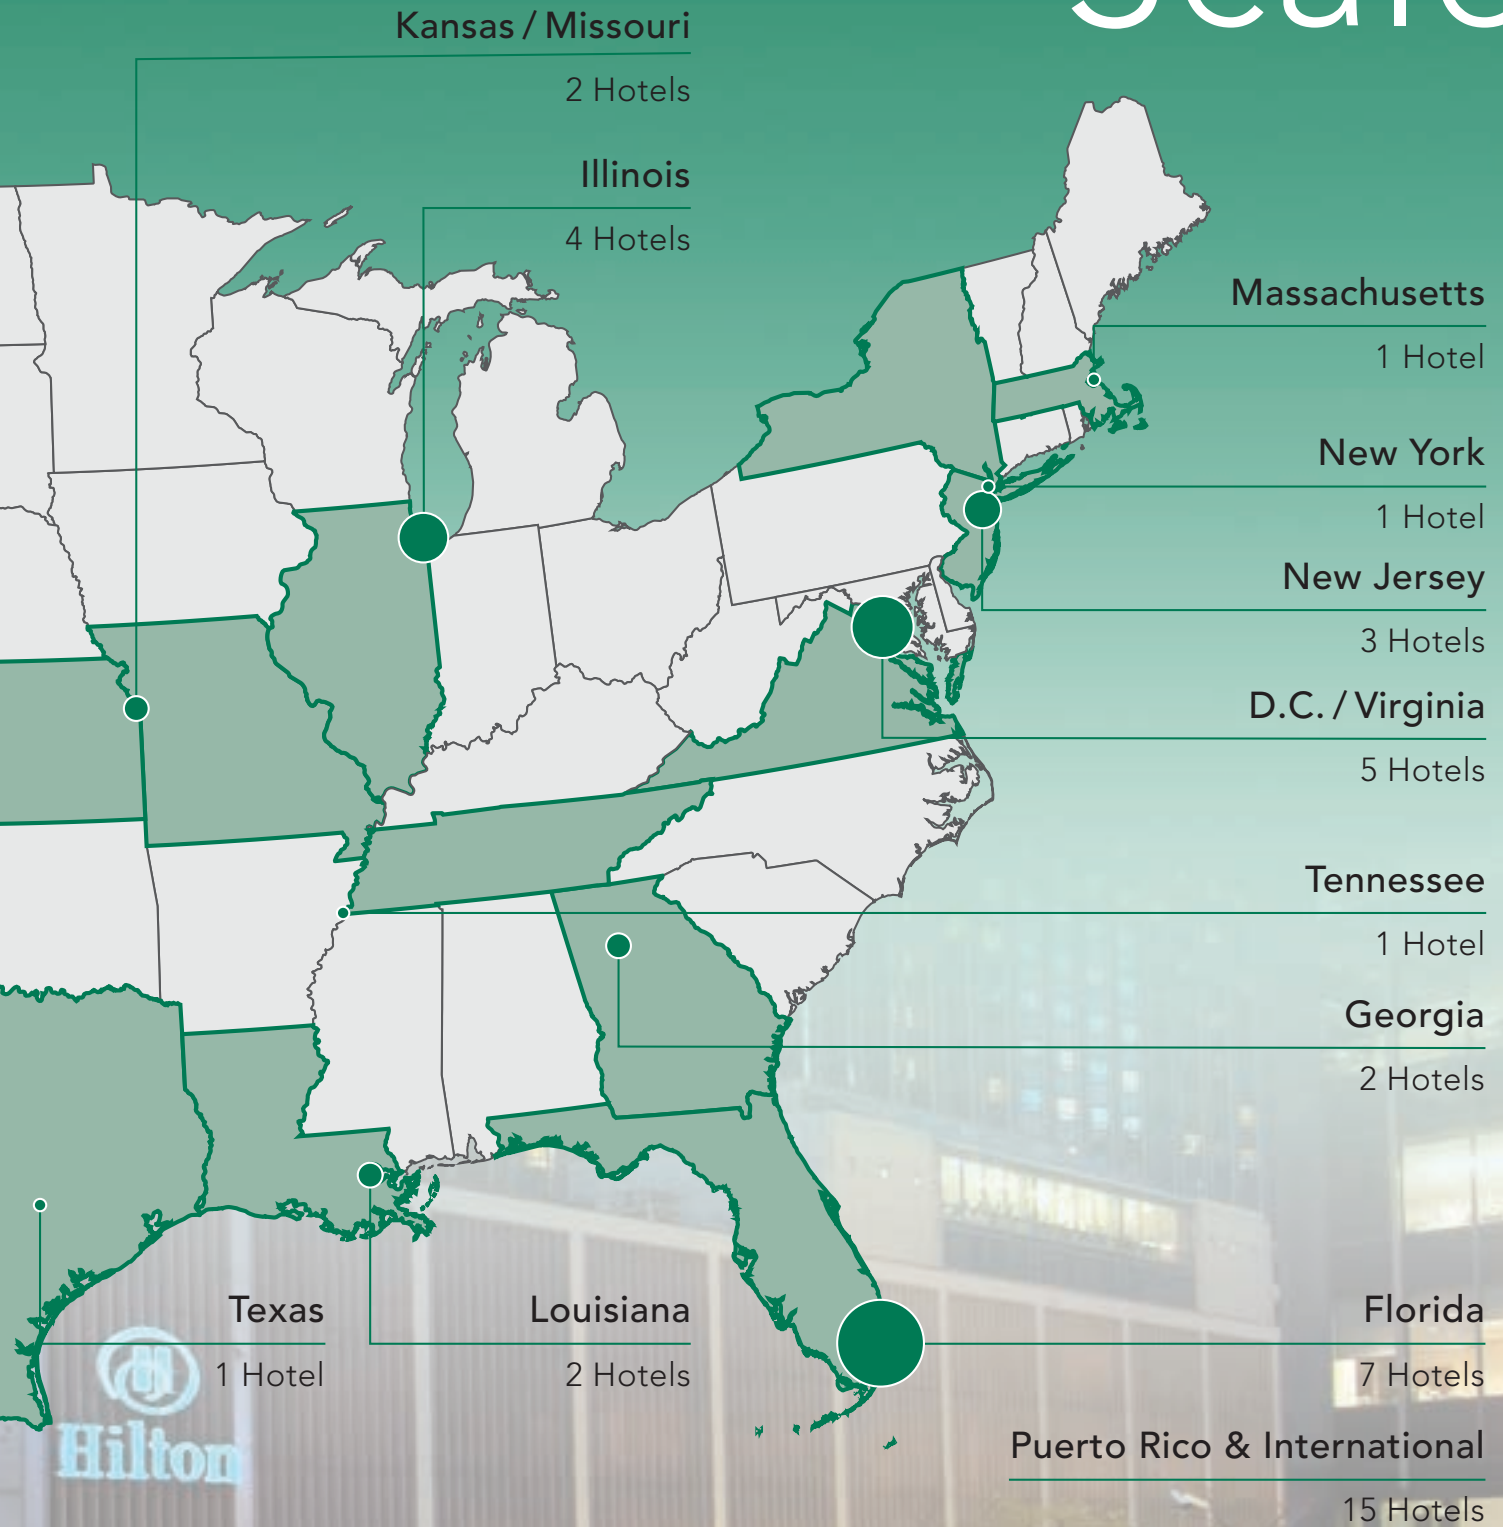 Kansas / Missouri
2 Hotels
Illinois
4 Hotels
Massachusetts
1 Hotel
New York
1 Hotel
New Jersey
3 Hotels
D.C. / Virginia
5 Hotels
Tennessee
1 Hotel
Georgia
2 Hotels
Texas
1 Hotel
Louisiana
2 Hotels
Florida
7 Hotels
Hilton
Puerto Rico & International
15 Hotels